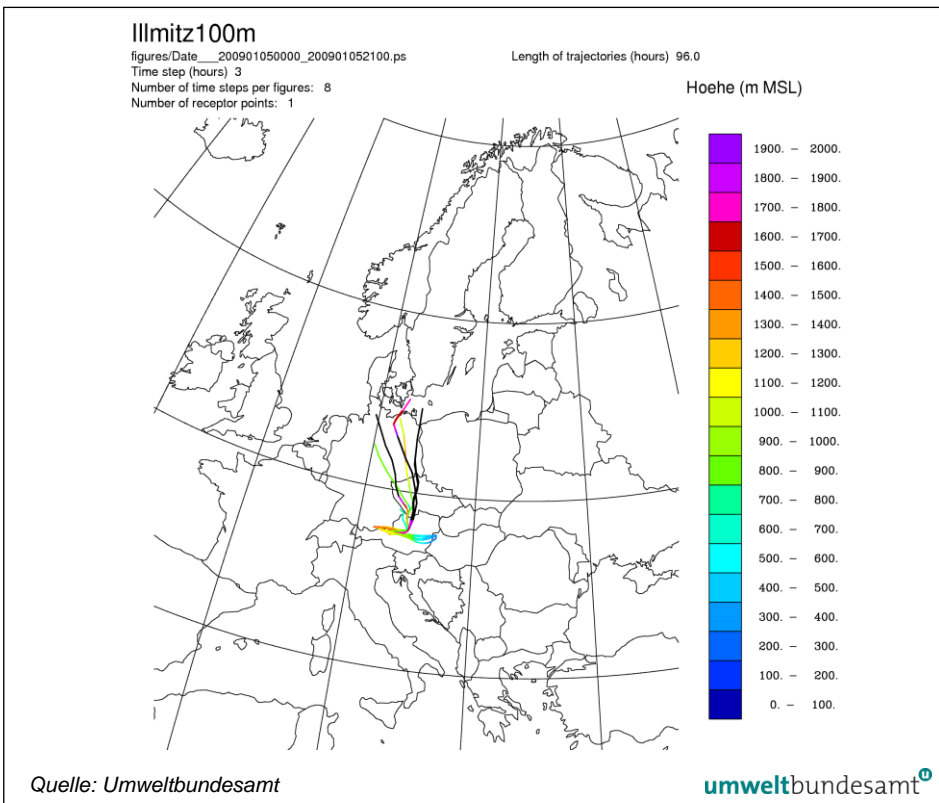 Illmitz100m
figures/Date___200901050000_200901052100.ps Length of trajectories (hours) 96.0
Time step (hours) 3
Number of time steps per figures: 8
Number of receptor points: 1
Hoehe (m MSL)
1900. – 2000.
1800. – 1900.
1700. – 1800.
1600. – 1700.
1500. – 1600.
1400. – 1500.
1300. – 1400.
1200. – 1300.
1100. – 1200.
1000. – 1100.
900. – 1000.
800. – 900.
700. – 800.
600. – 700.
500. – 600.
400. – 500.
300. – 400.
200. – 300.
100. – 200.
0. – 100.
Quelle: Umweltbundesamt
umweltbundesamt u